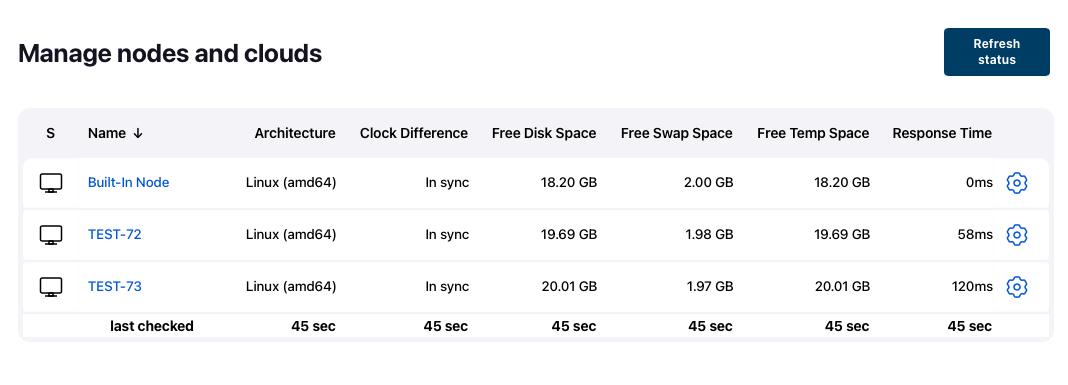 Manage nodes and clouds
Refresh
status
S Name ↓ Architecture Clock Difference Free Disk Space Free Swap Space Free Temp Space Response Time
Built-In Node Linux (amd64) In sync 18.20 GB 2.00 GB 18.20 GB 0ms
TEST-72 Linux (amd64) In sync 19.69 GB 1.98 GB 19.69 GB 58ms
TEST-73 Linux (amd64) In sync 20.01 GB 1.97 GB 20.01 GB 120ms
last checked 45 sec 45 sec 45 sec 45 sec 45 sec 45 sec